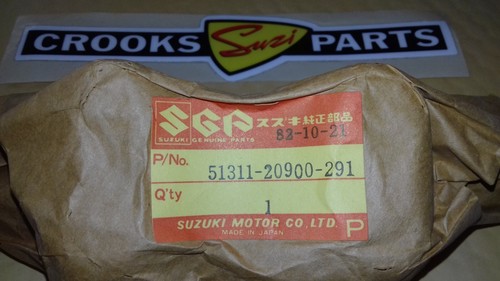 CROOKS Suzi PARTS
SGP スズキ純正部品
SUZUKI GENUINE PARTS 82-10-21
P/No. 51311-20900-291
Q'ty 1
SUZUKI MOTOR CO., LTD.
MADE IN JAPAN P